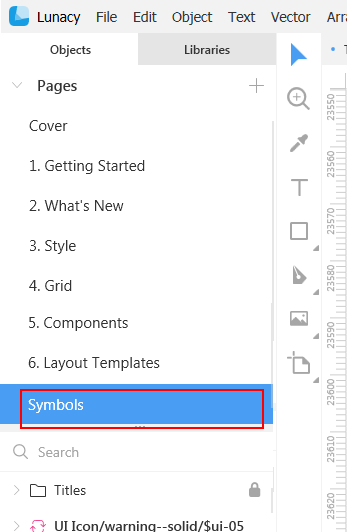 Lunacy File Edit Object Text Vector Arra
Objects Libraries
Pages
Cover
1. Getting Started
2. What's New
3. Style
4. Grid
5. Components
6. Layout Templates
Symbols
Search
Titles
UI Icon/warning--solid/$ui-05
T
23550
23560
23570
23580
23590
23600
23610
23620